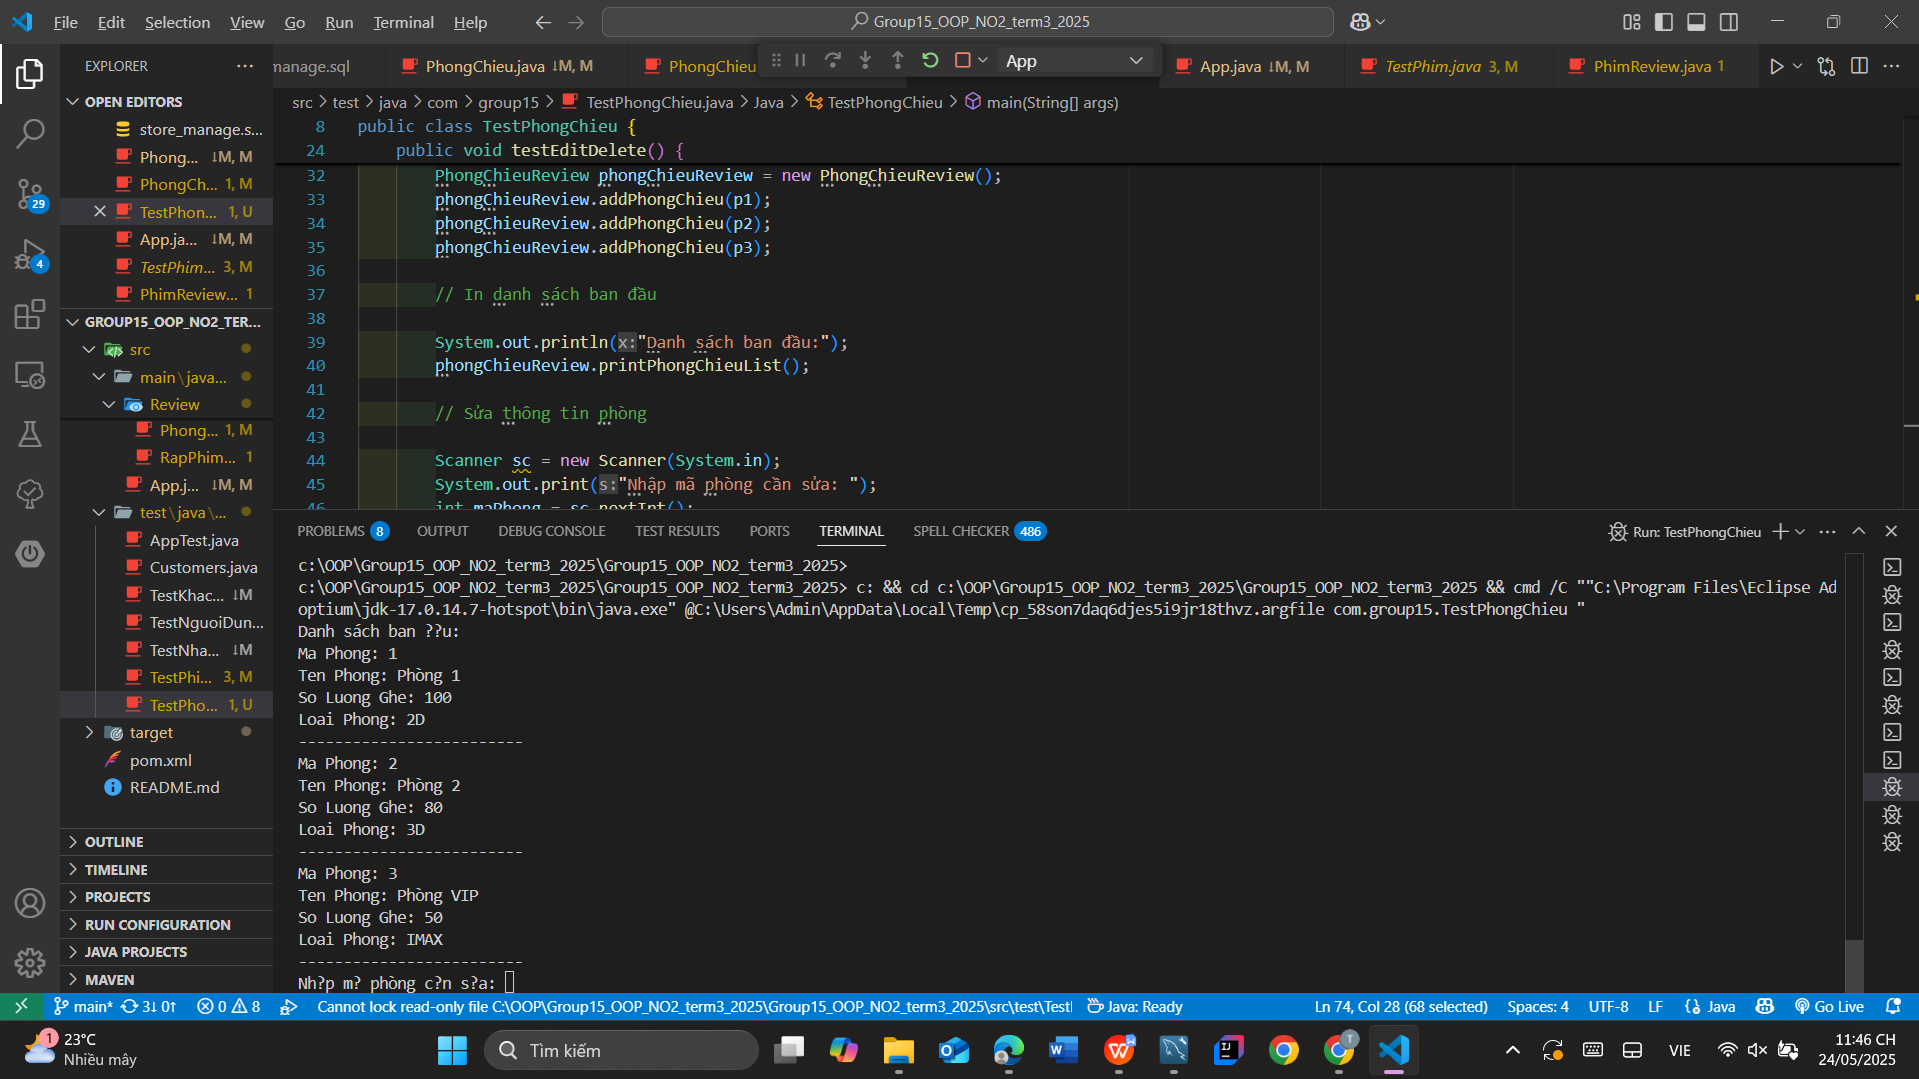 File Edit Selection View Go Run Terminal Help
Group15_OOP_NO2_term3_2025
EXPLORER
manage.sql
PhongChieu.java ↓M, M
PhongChieu
App
App.java ↓M, M
TestPhim.java 3, M
PhimReview.java 1
src > test > java > com > group15 > TestPhongChieu.java > Java > TestPhongChieu > main(String[] args)
OPEN EDITORS
store_manage.s...
Phong... ↓M, M
PhongCh... 1, M
TestPhon... 1, U
App.ja... ↓M, M
TestPhim... 3, M
PhimReview... 1
GROUP15_OOP_NO2_TER...
src
main\java...
Review
Phong... 1, M
RapPhim... 1
App.j... ↓M, M
test\java\...
AppTest.java
Customers.java
TestKhac... ↓M
TestNguoiDun...
TestNha... ↓M
TestPhi... 3, M
TestPho... 1, U
target
pom.xml
README.md
OUTLINE
TIMELINE
PROJECTS
RUN CONFIGURATION
JAVA PROJECTS
MAVEN
29
4
8 public class TestPhongChieu {
24 public void testEditDelete() {
32 PhongChieuReview phongChieuReview = new PhongChieuReview();
33 phongChieuReview.addPhongChieu(p1);
34 phongChieuReview.addPhongChieu(p2);
35 phongChieuReview.addPhongChieu(p3);
36
37 // In danh sách ban đầu
38
39 System.out.println(x:"Danh sách ban đầu:");
40 phongChieuReview.printPhongChieuList();
41
42 // Sửa thông tin phòng
43
44 Scanner sc = new Scanner(System.in);
45 System.out.print(s:"Nhập mã phòng cần sửa: ");
46 int maPhong = sc.nextInt();
PROBLEMS 8 OUTPUT DEBUG CONSOLE TEST RESULTS PORTS TERMINAL SPELL CHECKER 486
Run: TestPhongChieu
c:\OOP\Group15_OOP_NO2_term3_2025\Group15_OOP_NO2_term3_2025>
c:\OOP\Group15_OOP_NO2_term3_2025\Group15_OOP_NO2_term3_2025> c: && cd c:\OOP\Group15_OOP_NO2_term3_2025\Group15_OOP_NO2_term3_2025 && cmd /C ""C:\Program Files\Eclipse Ad
optium\jdk-17.0.14.7-hotspot\bin\java.exe" @C:\Users\Admin\AppData\Local\Temp\cp_58son7daq6djes5i9jr18thvz.argfile com.group15.TestPhongChieu "
Danh sách ban ??u:
Ma Phong: 1
Ten Phong: Phòng 1
So Luong Ghe: 100
Loai Phong: 2D
-------------------------
Ma Phong: 2
Ten Phong: Phòng 2
So Luong Ghe: 80
Loai Phong: 3D
-------------------------
Ma Phong: 3
Ten Phong: Phòng VIP
So Luong Ghe: 50
Loai Phong: IMAX
-------------------------
Nh?p m? phòng c?n s?a:
main* 3↓ 0↑ 0 8 Cannot lock read-only file C:\OOP\Group15_OOP_NO2_term3_2025\Group15_OOP_NO2_term3_2025\src\test\Test Java: Ready
Ln 74, Col 28 (68 selected) Spaces: 4 UTF-8 LF {} Java Go Live
1
23°C
Nhiều mây
Tìm kiếm
VIE
11:46 CH
24/05/2025